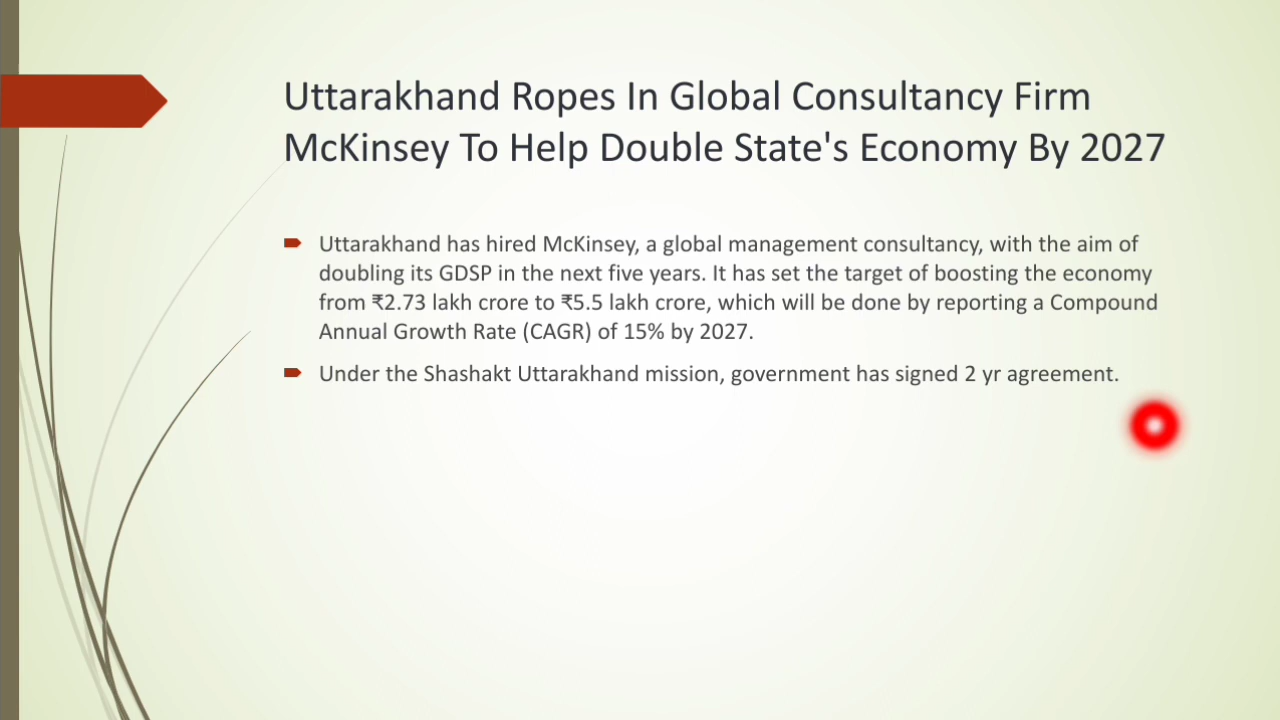 Uttarakhand Ropes In Global Consultancy Firm
McKinsey To Help Double State's Economy By 2027
Uttarakhand has hired McKinsey, a global management consultancy, with the aim of
doubling its GDSP in the next five years. It has set the target of boosting the economy
from ₹2.73 lakh crore to ₹5.5 lakh crore, which will be done by reporting a Compound
Annual Growth Rate (CAGR) of 15% by 2027.
Under the Shashakt Uttarakhand mission, government has signed 2 yr agreement.